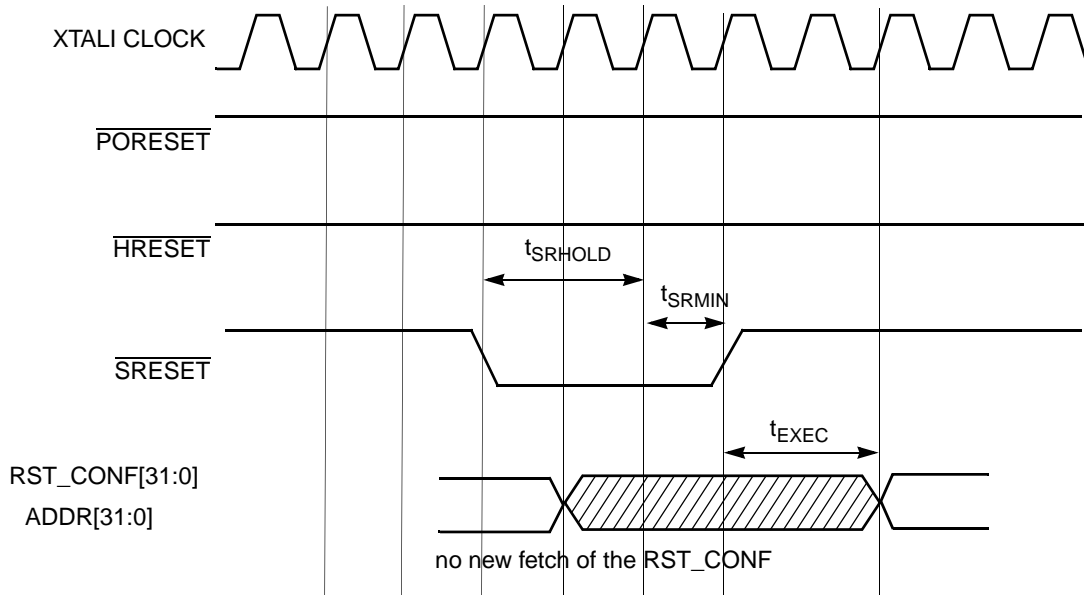 XTALI CLOCK
PORESET
HRESET
tSRHOLD
tSRMIN
SRESET
tEXEC
RST_CONF[31:0]
ADDR[31:0]
no new fetch of the RST_CONF